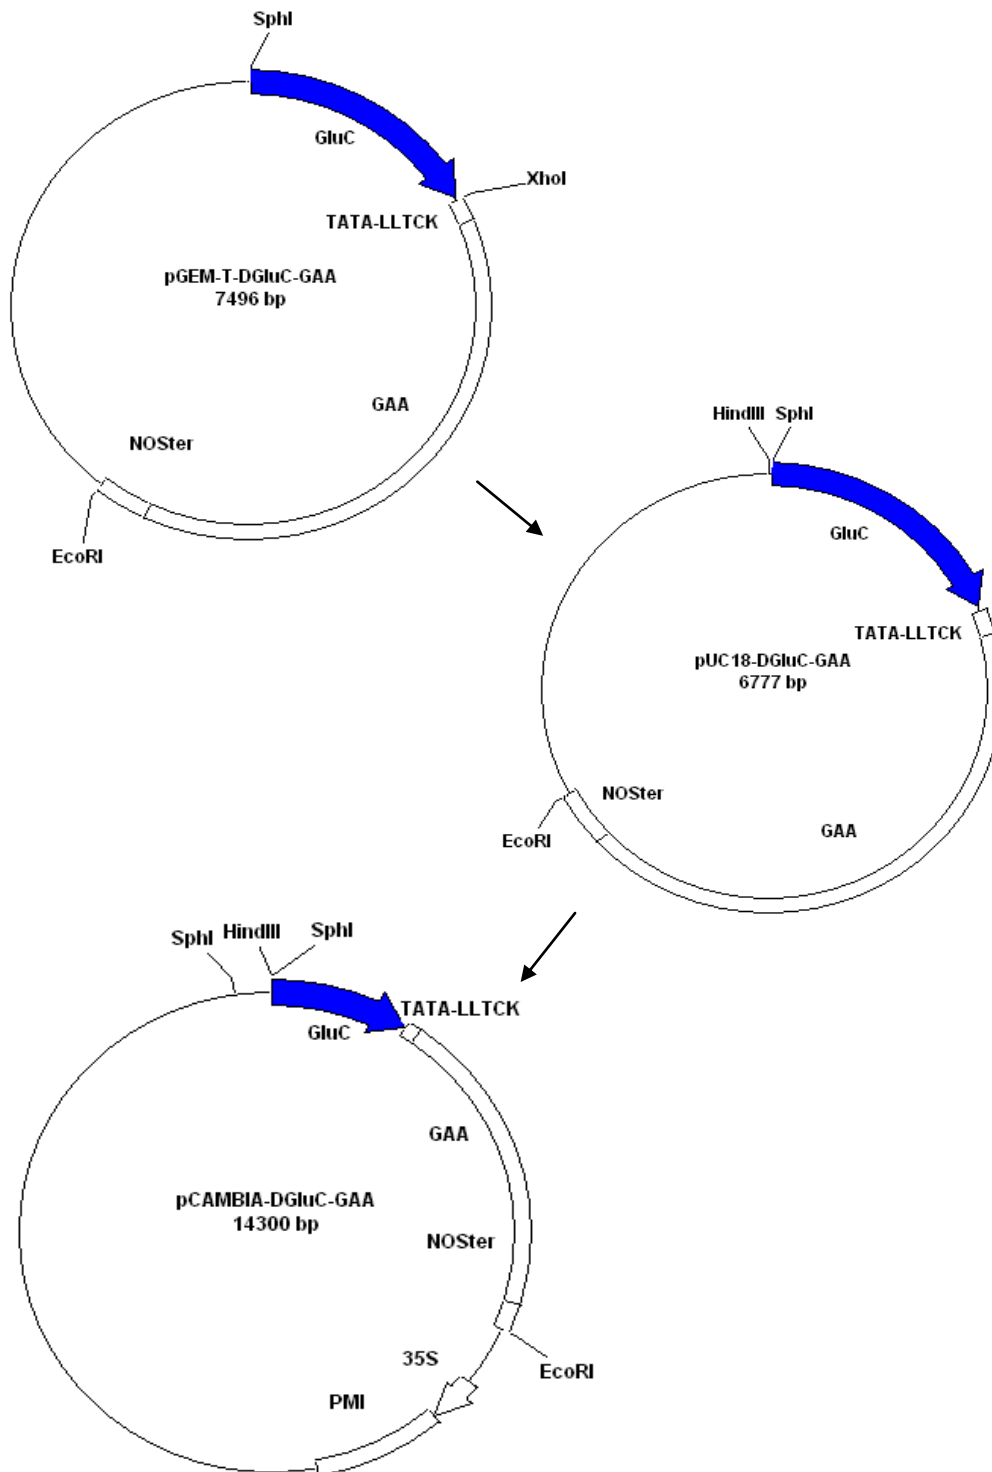 SphI
GluC
XhoI
TATA-LLTCK
pGEM-T-DGluC-GAA
7496 bp
GAA
NOSter
EcoRI
HindIII SphI
GluC
TATA-LLTCK
pUC18-DGluC-GAA
6777 bp
NOSter
GAA
EcoRI
SphI HindIII SphI
TATA-LLTCK
GluC
GAA
pCAMBIA-DGluC-GAA
14300 bp
NOSter
35S
EcoRI
PMI